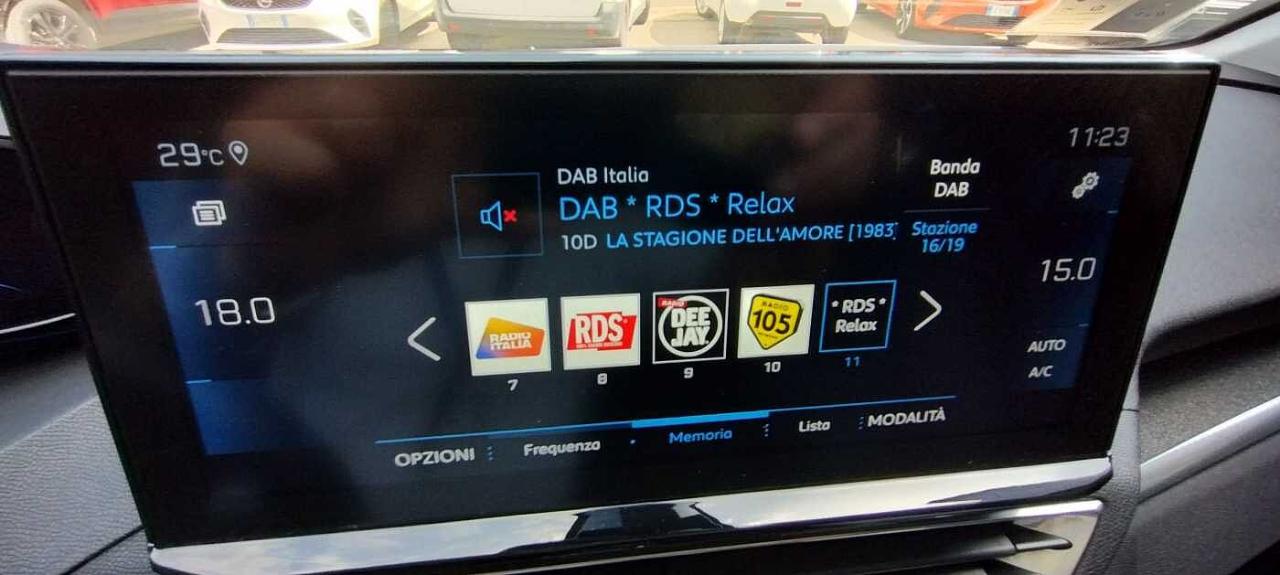 29°C
11:23
DAB Italia
DAB * RDS * Relax
10D LA STAGIONE DELL'AMORE [1983]
Banda
DAB
Stazione
16/19
18.0
15.0
RADIO
ITALIA
7
RDS
8
RADIO
DEE
JAY
9
RADIO
105
10
* RDS *
Relax
11
AUTO
A/C
OPZIONI
Frequenza
Memoria
Lista
MODALITÀ